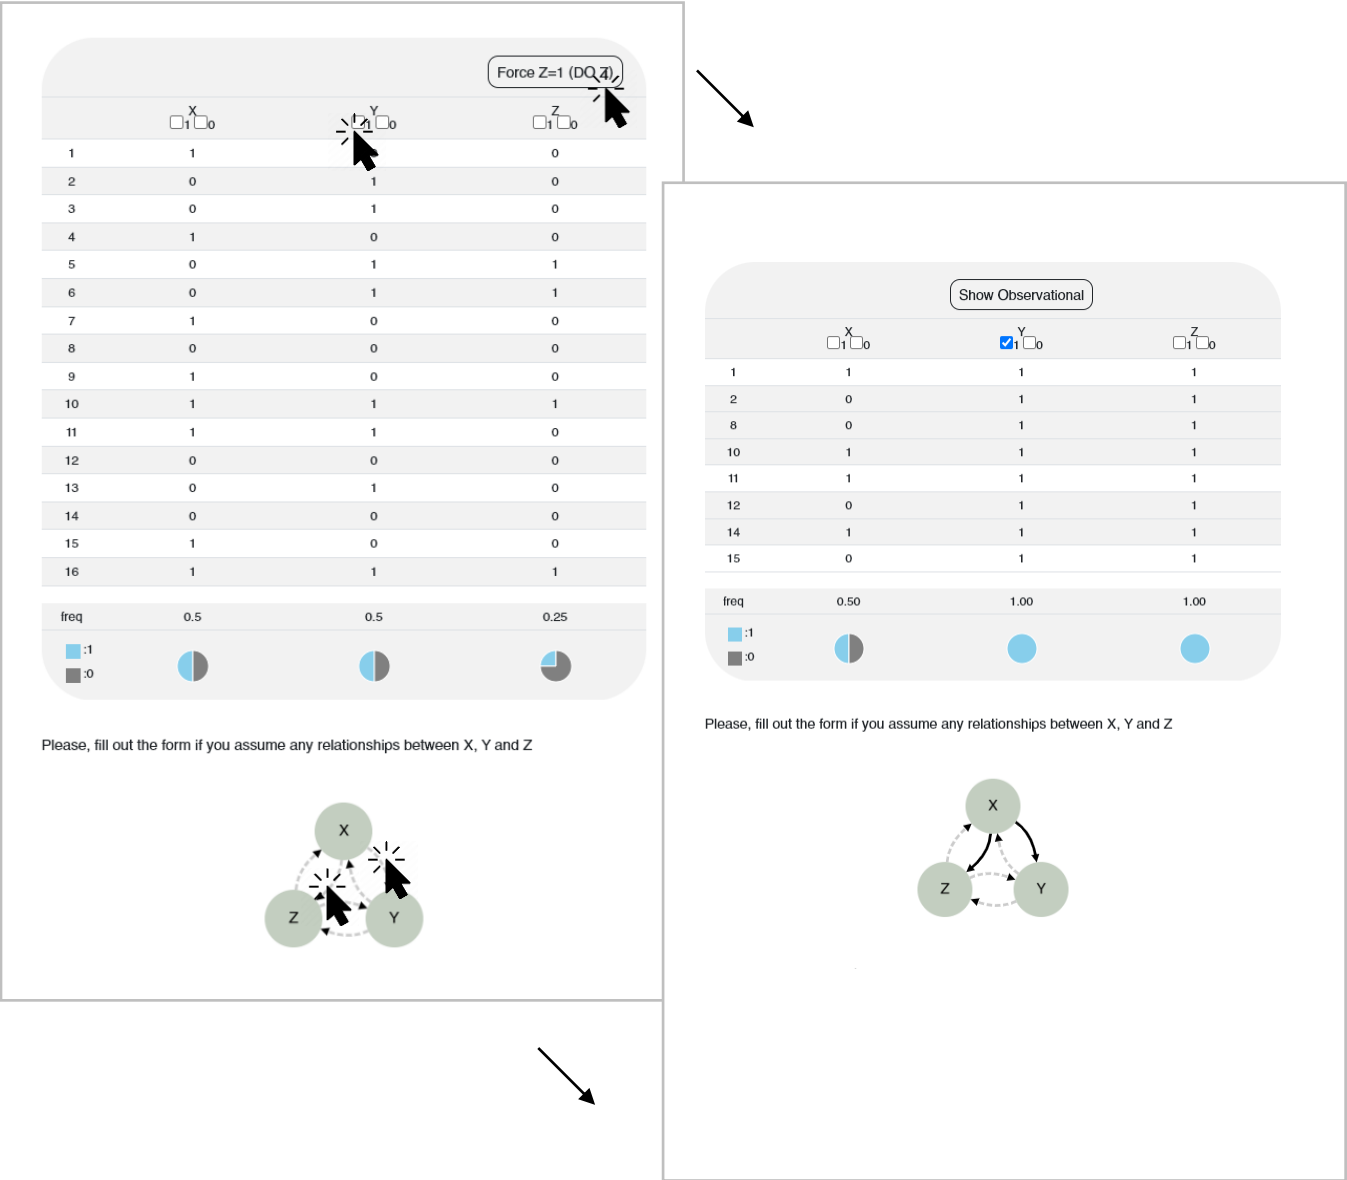 Force Z=1 (DO Z)
X Y Z
1 0 1 0 1 0
1 1 0
2 0 1 0
3 0 1 0
4 1 0 0
5 0 1 1
6 0 1 1
7 1 0 0
8 0 0 0
9 1 0 0
10 1 1 1
11 1 1 0
12 0 0 0
13 0 1 0
14 0 0 0
15 1 0 0
16 1 1 1
freq 0.5 0.5 0.25
:1
:0
Please, fill out the form if you assume any relationships between X, Y and Z
X
Z Y
Show Observational
X Y Z
1 0 1 0 1 0
1 1 1 1
2 0 1 1
8 0 1 1
10 1 1 1
11 1 1 1
12 0 1 1
14 1 1 1
15 0 1 1
freq 0.50 1.00 1.00
:1
:0
Please, fill out the form if you assume any relationships between X, Y and Z
X
Z Y